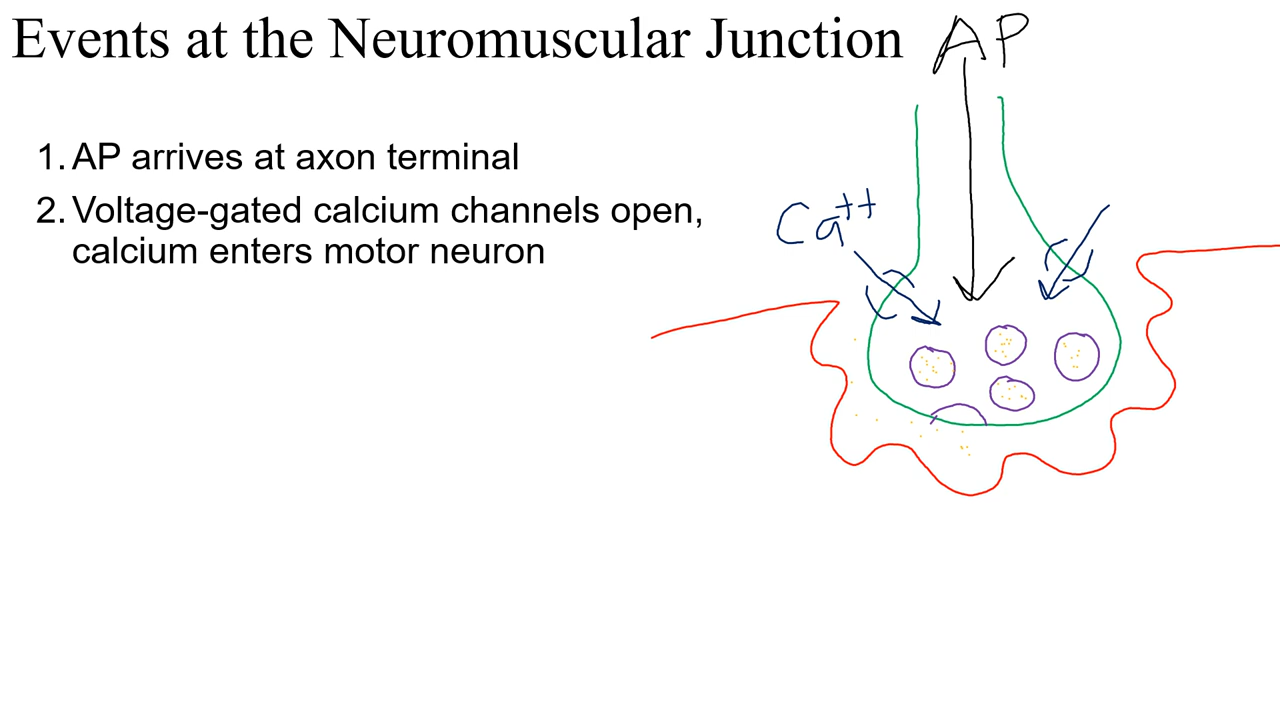 Events at the Neuromuscular Junction
AP
1. AP arrives at axon terminal
2. Voltage-gated calcium channels open,
calcium enters motor neuron
Ca++